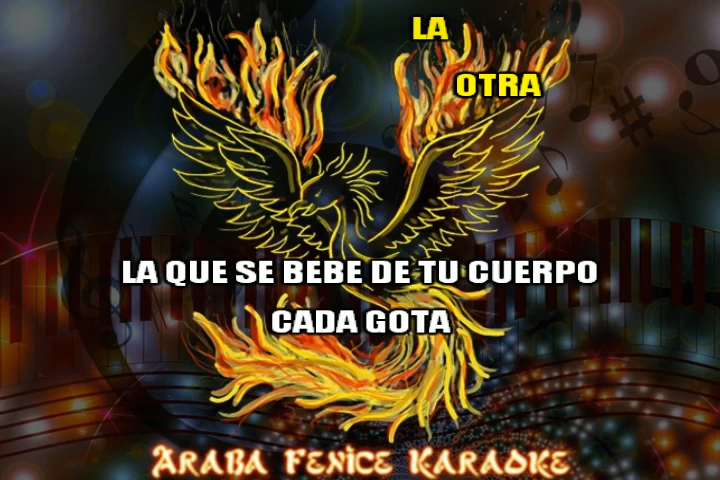 LA
OTRA
LA QUE SE BEBE DE TU CUERPO
CADA GOTA
ARABA FENICE KARAOKE